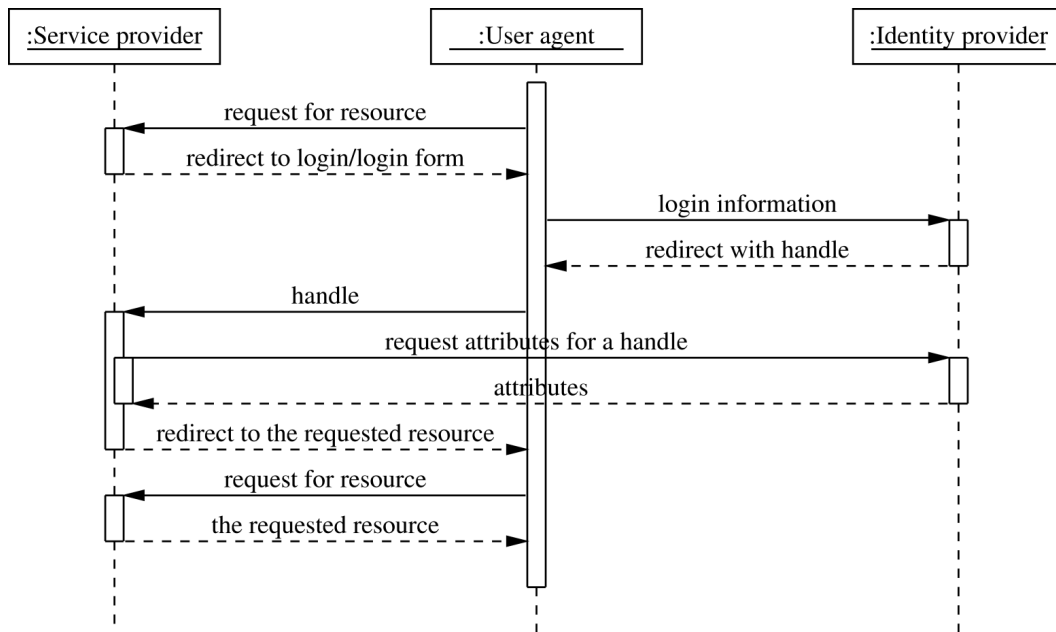 :Service provider
:User agent
:Identity provider
request for resource
redirect to login/login form
login information
redirect with handle
handle
request attributes for a handle
attributes
redirect to the requested resource
request for resource
the requested resource